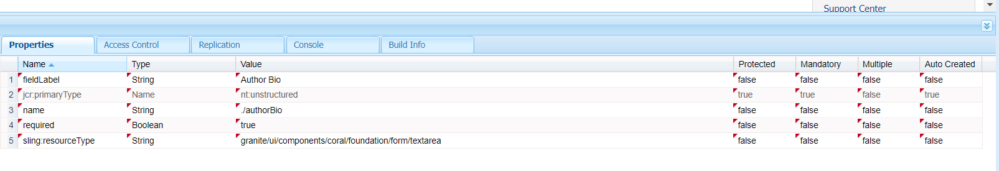 Support Center
Properties Access Control Replication Console Build Info
Name Type Value Protected Mandatory Multiple Auto Created
1 fieldLabel String Author Bio false false false false
2 jcr:primaryType Name nt:unstructured true true false true
3 name String ./authorBio false false false false
4 required Boolean true false false false false
5 sling:resourceType String granite/ui/components/coral/foundation/form/textarea false false false false